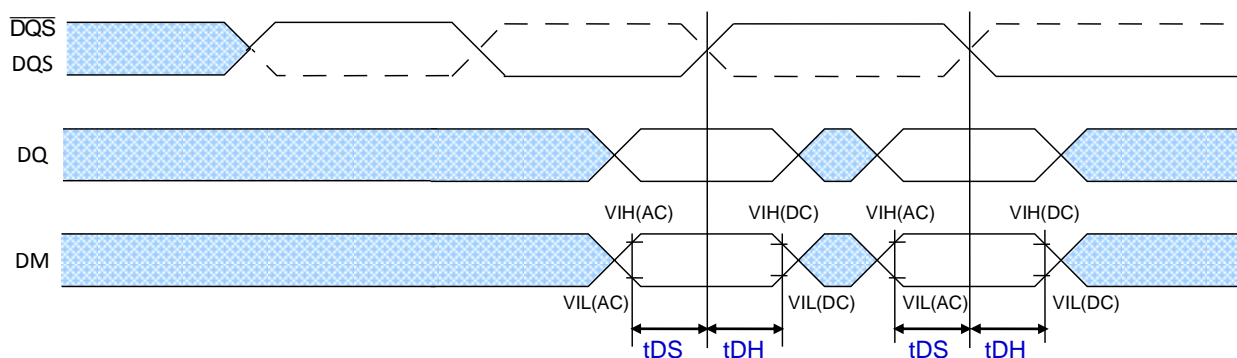 D̅Q̅S̅
DQS
DQ
VIH(AC) VIH(DC) VIH(AC) VIH(DC)
DM
VIL(AC) VIL(DC) VIL(AC) VIL(DC)
tDS tDH tDS tDH